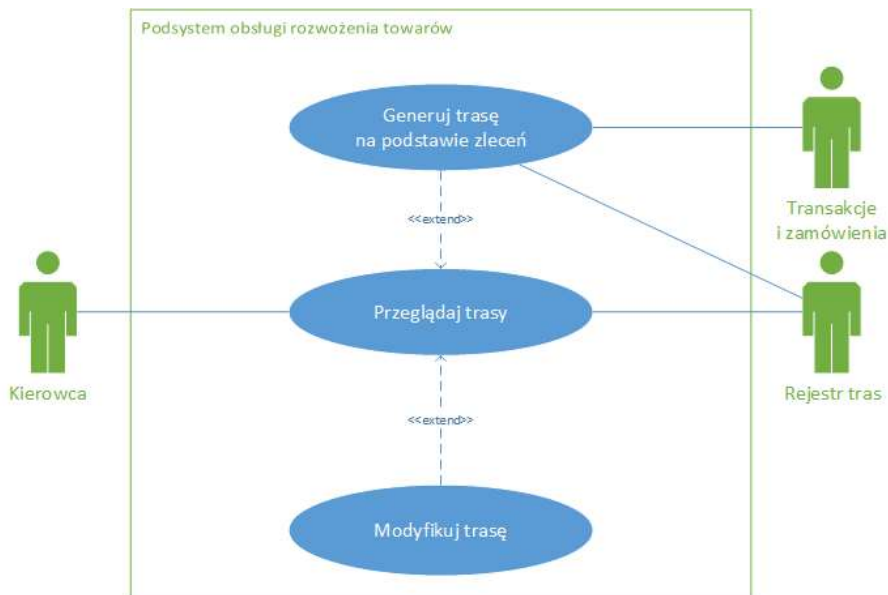 Podsystem obsługi rozwożenia towarów
Generuj trasę
na podstawie zleceń
Transakcje
i zamówienia
<<extend>>
Przeglądaj trasy
Kierowca
Rejestr tras
<<extend>>
Modyfikuj trasę